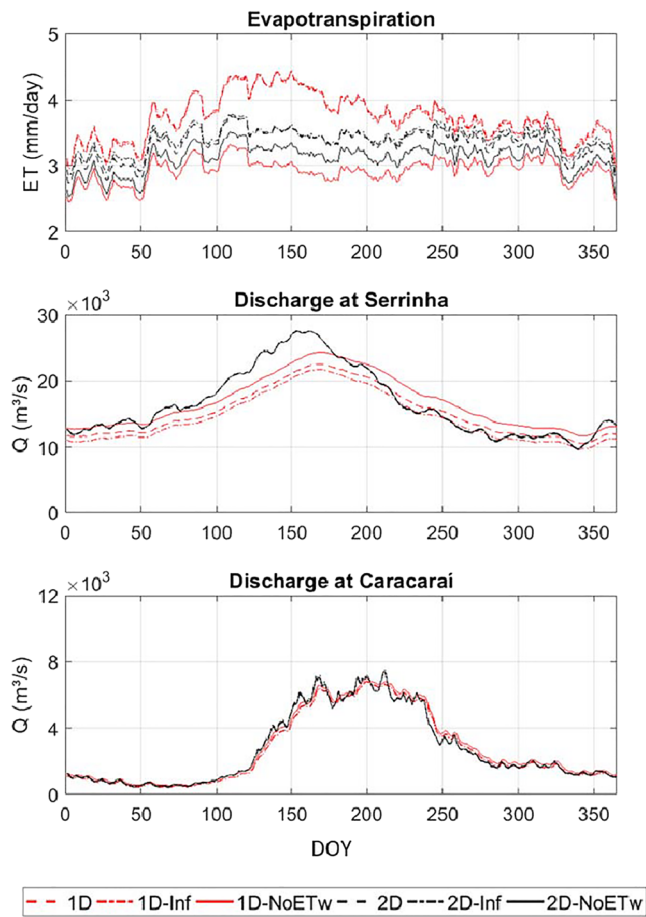 Evapotranspiration
5
4
3
2
ET (mm/day)
0 50 100 150 200 250 300 350
×10³
Discharge at Serrinha
30
20
10
0
Q (m³/s)
0 50 100 150 200 250 300 350
×10³
Discharge at Caracaraí
12
8
4
0
Q (m³/s)
0 50 100 150 200 250 300 350
DOY
1D 1D-Inf 1D-NoETw 2D 2D-Inf 2D-NoETw